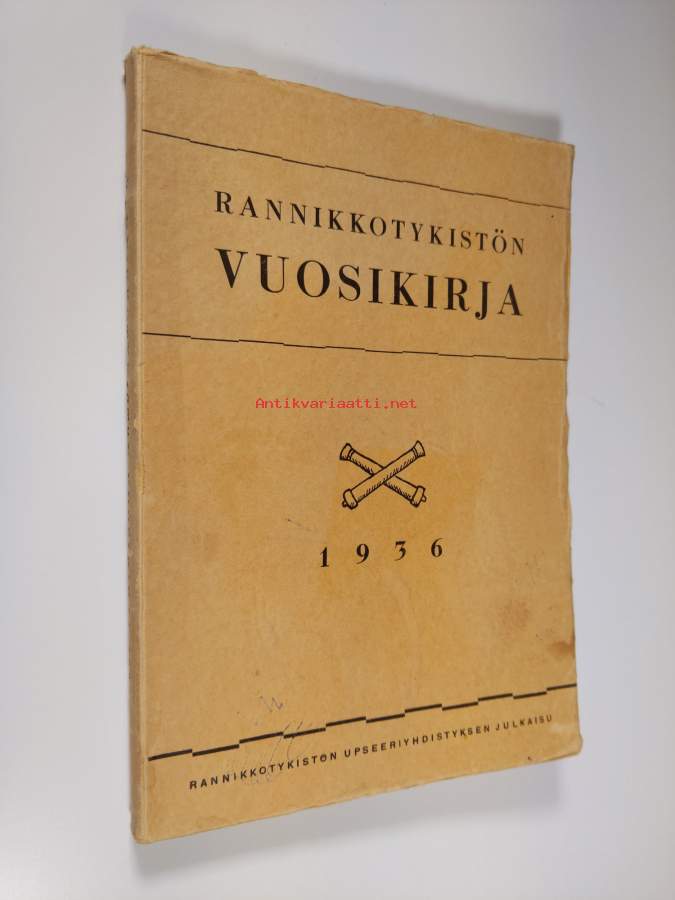 RANNIKKOTYKISTÖN
VUOSIKIRJA
Antikvariaatti.net
1936
RANNIKKOTYKISTÖN UPSEERIYHDISTYKSEN JULKAISU